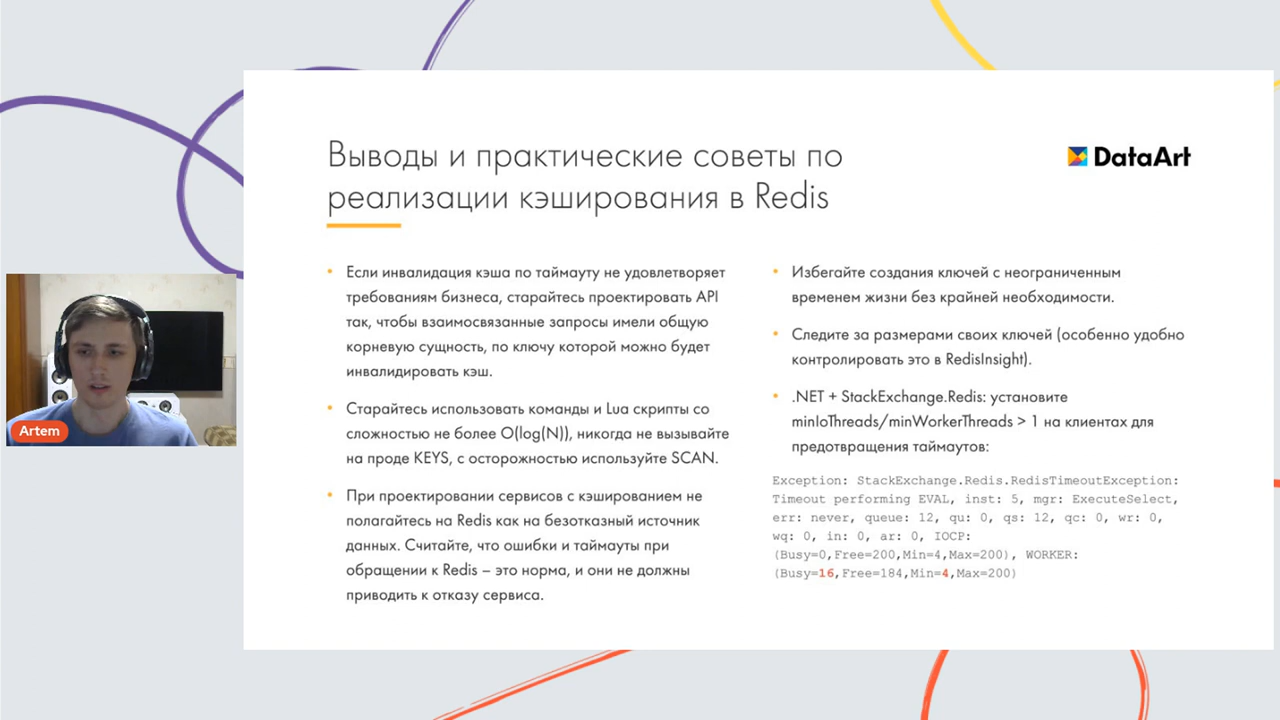 Выводы и практические советы по
реализации кэширования в Redis
DataArt
• Если инвалидация кэша по таймауту не удовлетворяет
требованиям бизнеса, старайтесь проектировать API
так, чтобы взаимосвязанные запросы имели общую
корневую сущность, по ключу которой можно будет
инвалидировать кэш.
• Старайтесь использовать команды и Lua скрипты со
сложностью не более O(log(N)), никогда не вызывайте
на проде KEYS, с осторожностью используйте SCAN.
• При проектировании сервисов с кэшированием не
полагайтесь на Redis как на безотказный источник
данных. Считайте, что ошибки и таймауты при
обращении к Redis – это норма, и они не должны
приводить к отказу сервиса.
• Избегайте создания ключей с неограниченным
временем жизни без крайней необходимости.
• Следите за размерами своих ключей (особенно удобно
контролировать это в RedisInsight).
• .NET + StackExchange.Redis: установите
minIoThreads/minWorkerThreads > 1 на клиентах для
предотвращения таймаутов:
Exception: StackExchange.Redis.RedisTimeoutException:
Timeout performing EVAL, inst: 5, mgr: ExecuteSelect,
err: never, queue: 12, qu: 0, qs: 12, qc: 0, wr: 0,
wq: 0, in: 0, ar: 0, IOCP:
(Busy=0,Free=200,Min=4,Max=200), WORKER:
(Busy=16,Free=184,Min=4,Max=200)
Artem